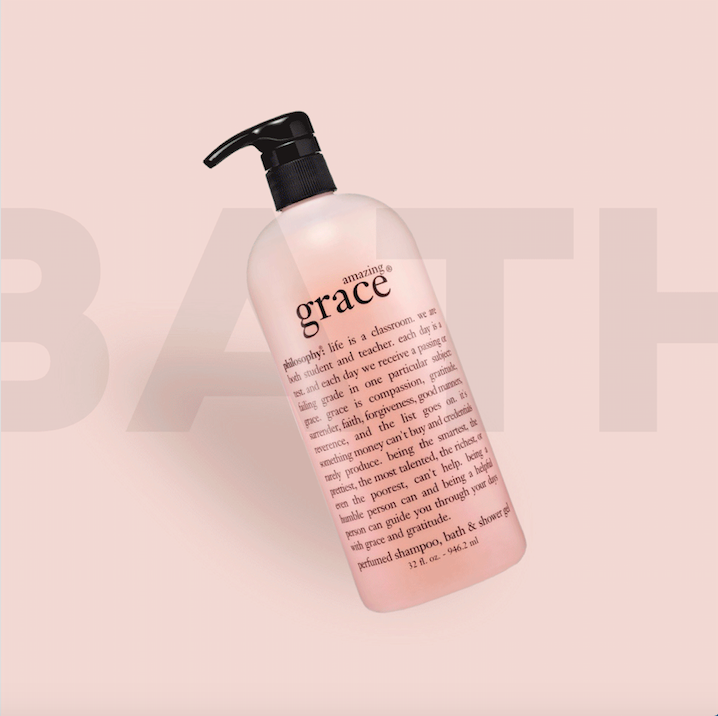 BATH
amazing
grace®
philosophy®: life is a classroom. we are
both student and teacher. each day is a
test. and each day we receive a passing or
failing grade in one particular subject:
grace. grace is compassion, gratitude,
surrender, faith, forgiveness, good manners,
reverence, and the list goes on. it's
something money can't buy and credentials
rarely produce. being the smartest, the
prettiest, the most talented, the richest, or
even the poorest, can't help. being a
humble person can and being a helpful
person can guide you through your days
with grace and gratitude.
perfumed shampoo, bath & shower gel
32 fl. oz. - 946.2 ml